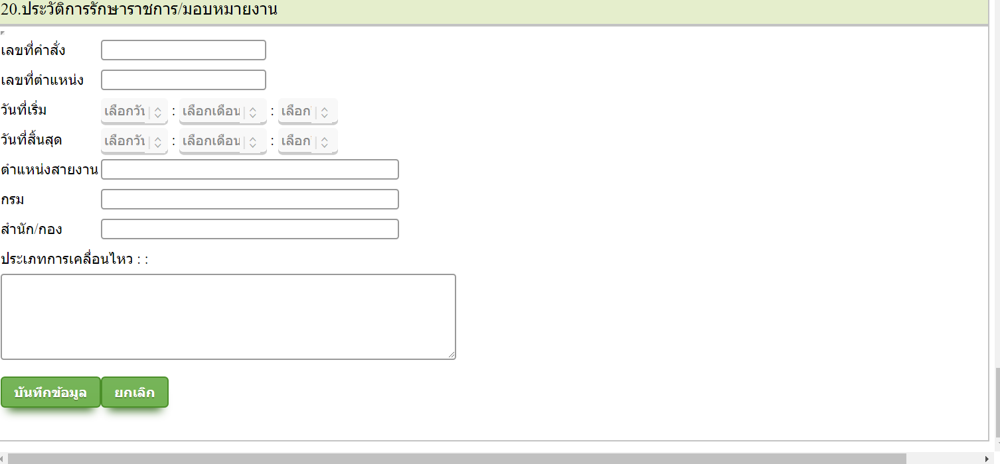 20.ประวัติการรักษาราชการ/มอบหมายงาน
เลขที่คำสั่ง
เลขที่ตำแหน่ง
วันที่เริ่ม เลือกวัน : เลือกเดือน : เลือก
วันที่สิ้นสุด เลือกวัน : เลือกเดือน : เลือก
ตำแหน่งสายงาน
กรม
สำนัก/กอง
ประเภทการเคลื่อนไหว : :
บันทึกข้อมูล ยกเลิก